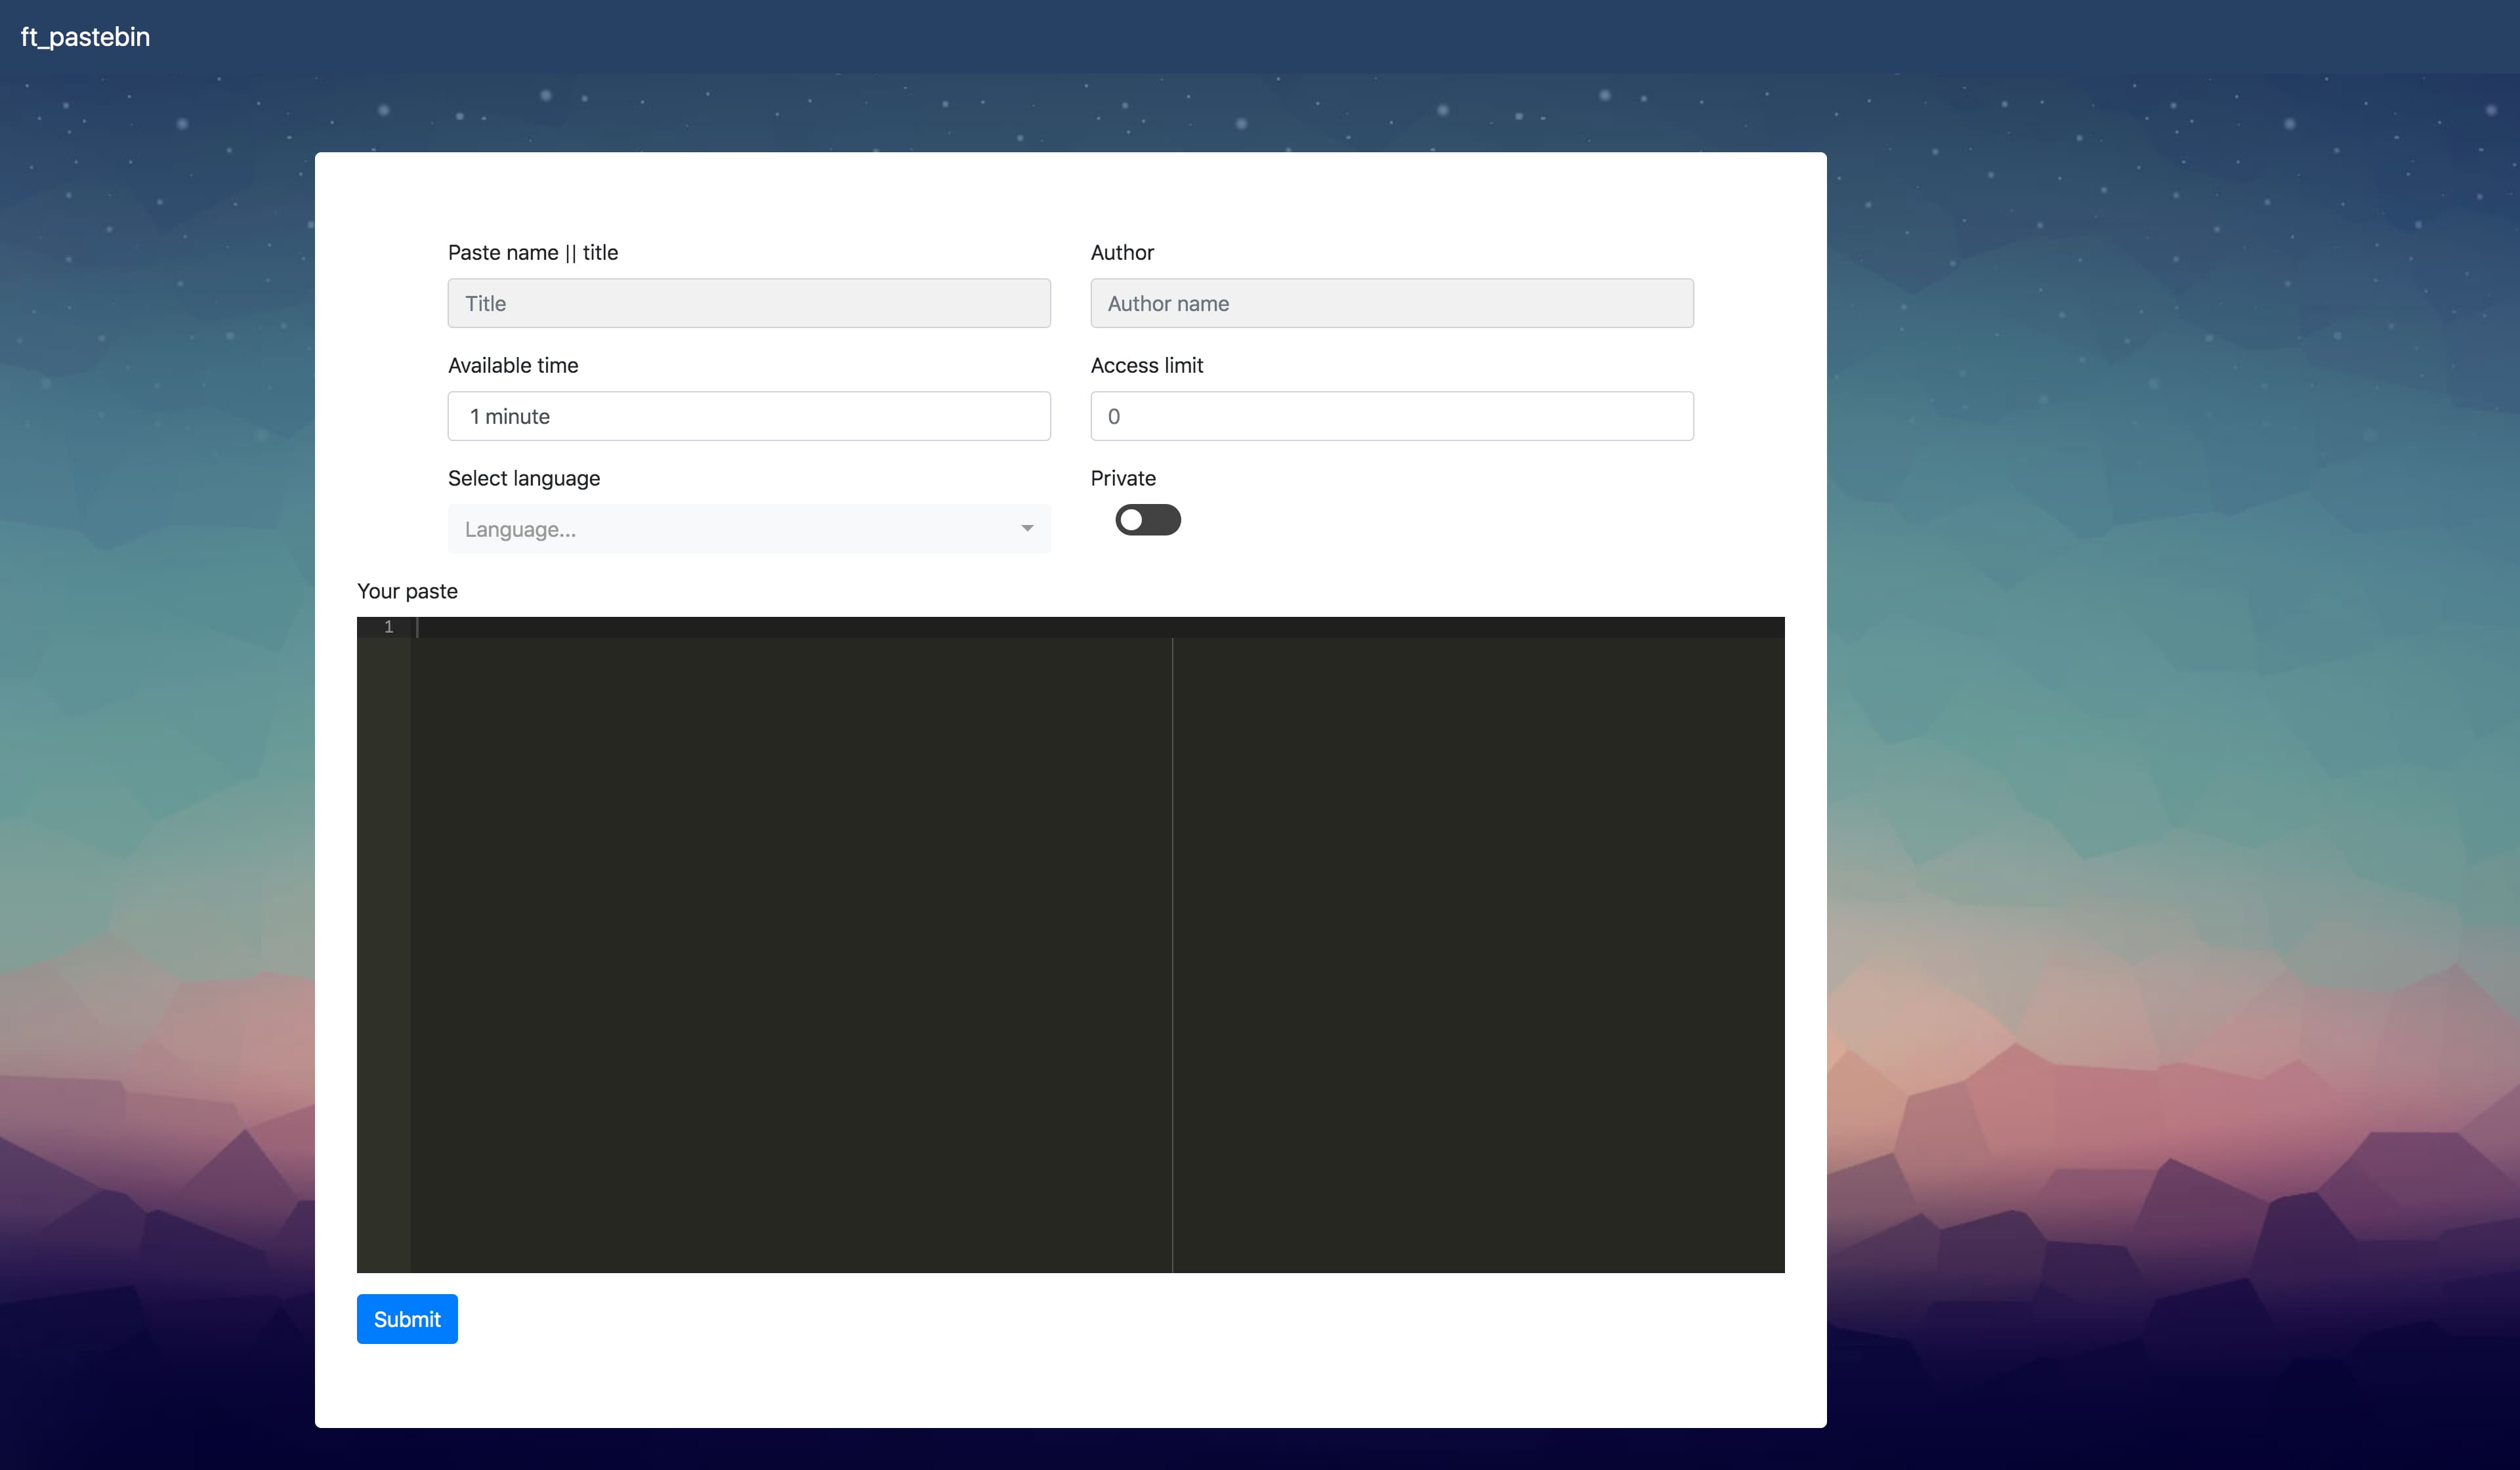 ft_pastebin
Paste name || title
Author
Title
Author name
Available time
Access limit
1 minute
0
Select language
Private
Language...
Your paste
1
Submit